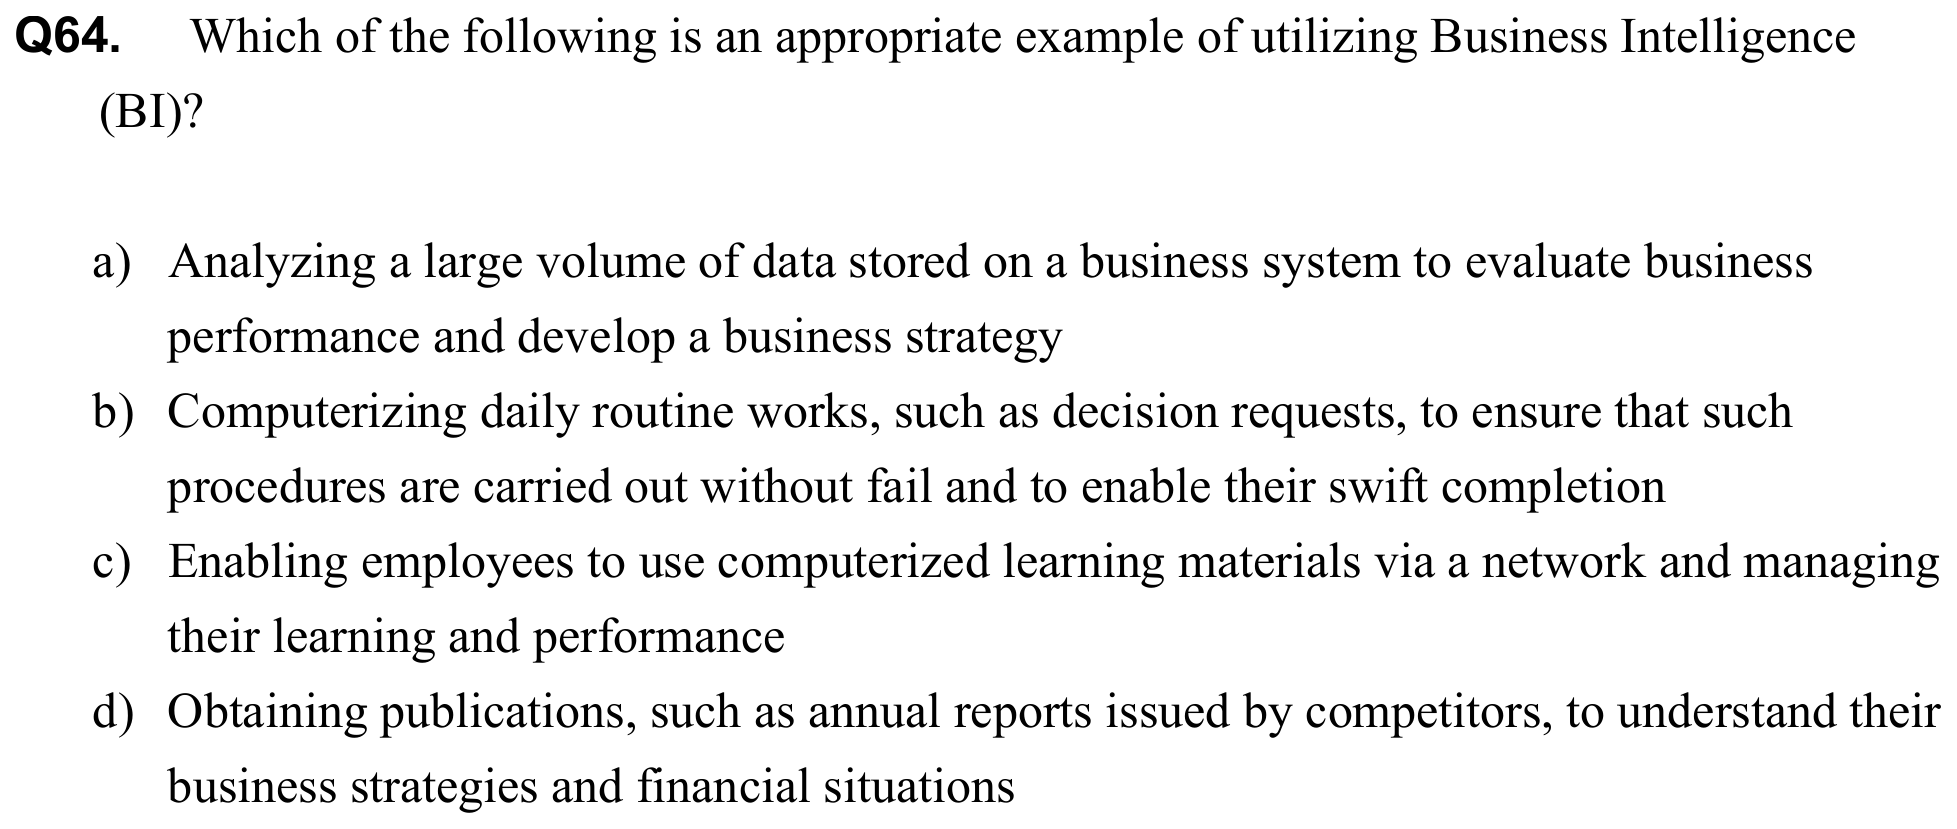 Q64. Which of the following is an appropriate example of utilizing Business Intelligence
(BI)?
a) Analyzing a large volume of data stored on a business system to evaluate business
performance and develop a business strategy
b) Computerizing daily routine works, such as decision requests, to ensure that such
procedures are carried out without fail and to enable their swift completion
c) Enabling employees to use computerized learning materials via a network and managing
their learning and performance
d) Obtaining publications, such as annual reports issued by competitors, to understand their
business strategies and financial situations